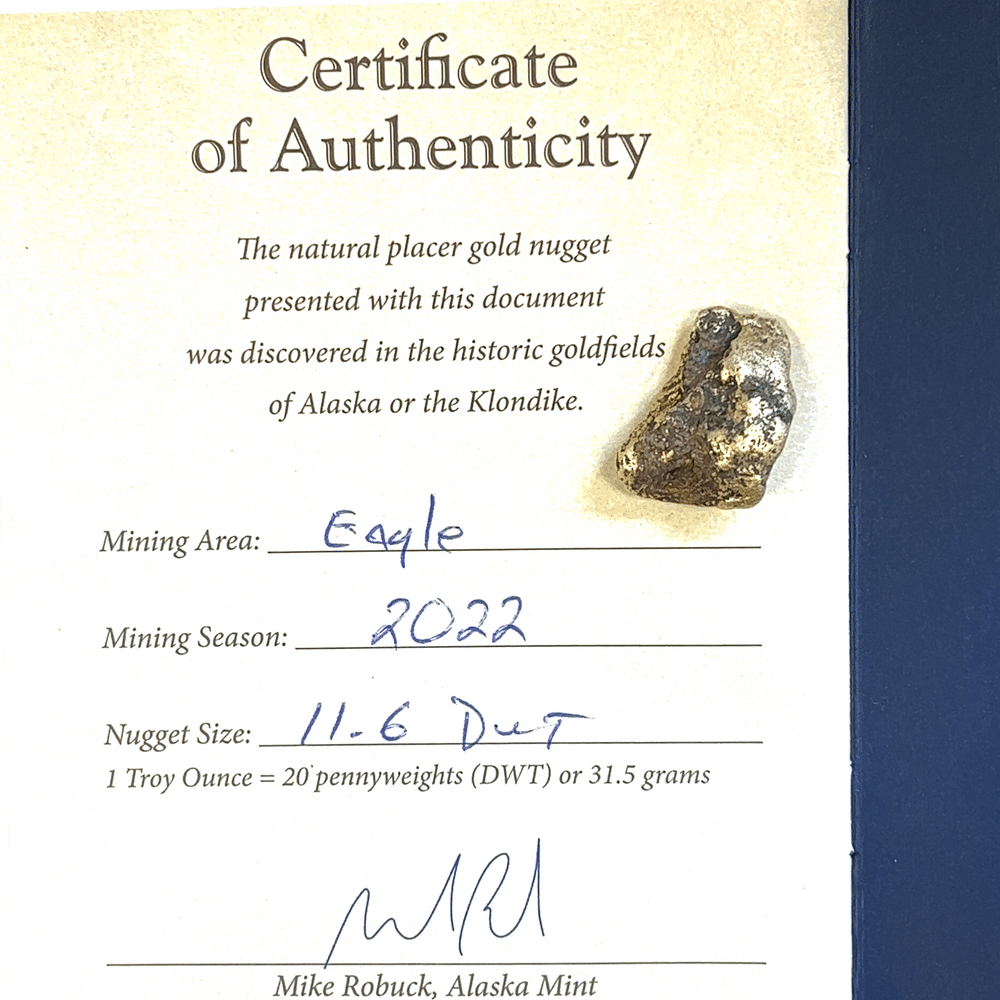 Certificate
of Authenticity
The natural placer gold nugget
presented with this document
was discovered in the historic goldfields
of Alaska or the Klondike.
Mining Area: Eagle
Mining Season: 2022
Nugget Size: 11.6 DWT
1 Troy Ounce = 20 pennyweights (DWT) or 31.5 grams
Mike Robuck, Alaska Mint